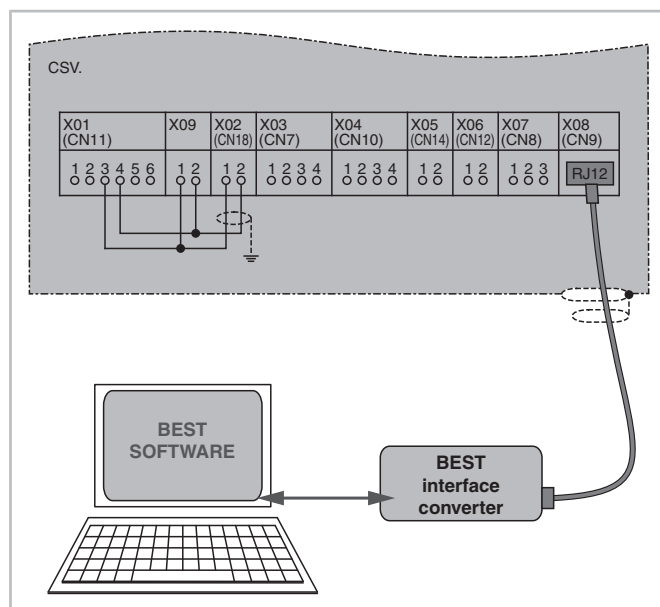 CSV.
X01 X09 X02 X03 X04 X05 X06 X07 X08
(CN11) (CN18) (CN7) (CN10) (CN14) (CN12) (CN8) (CN9)
1 2 3 4 5 6 1 2 1 2 1 2 3 4 1 2 3 4 1 2 1 2 1 2 3 RJ12
BEST
SOFTWARE
BEST
interface
converter